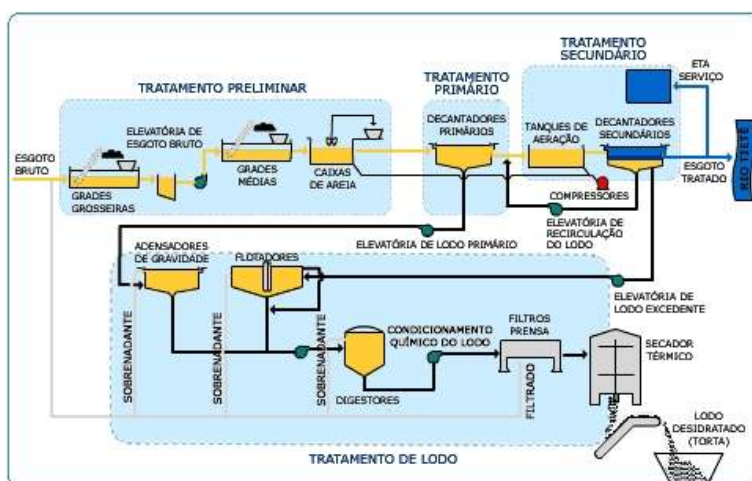 TRATAMENTO
SECUNDÁRIO
ETA
SERVIÇO
TRATAMENTO PRELIMINAR
TRATAMENTO
PRIMÁRIO
DECANTADORES
PRIMÁRIOS
TANQUES DE
AERAÇÃO
DECANTADORES
SECUNDÁRIOS
ELEVATÓRIA DE
ESGOTO BRUTO
ESGOTO
BRUTO
GRADES
GROSSEIRAS
GRADES
MÉDIAS
CAIXAS
DE AREIA
COMPRESSORES
ESGOTO
TRATADO
RIO TIETÊ
ELEVATÓRIA DE LODO PRIMÁRIO
ELEVATÓRIA DE
RECIRCULAÇÃO
DO LODO
ADENSADORES
DE GRAVIDADE
FLOTADORES
ELEVATÓRIA DE
LODO EXCEDENTE
SOBRENADANTE
SOBRENADANTE
SOBRENADANTE
CONDICIONAMENTO
QUÍMICO DO LODO
DIGESTORES
FILTROS
PRENSA
FILTRADO
SECADOR
TÉRMICO
LODO
DESIDRATADO
(TORTA)
TRATAMENTO DE LODO